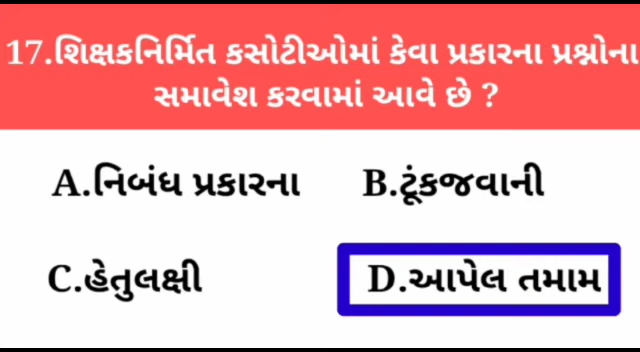 17.શિક્ષકનિર્મિત કસોટીઓમાં કેવા પ્રકારના પ્રશ્નોના
સમાવેશ કરવામાં આવે છે ?
A.નિબંધ પ્રકારના B.ટૂંકજવાની
C.હેતુલક્ષી D.આપેલ તમામ